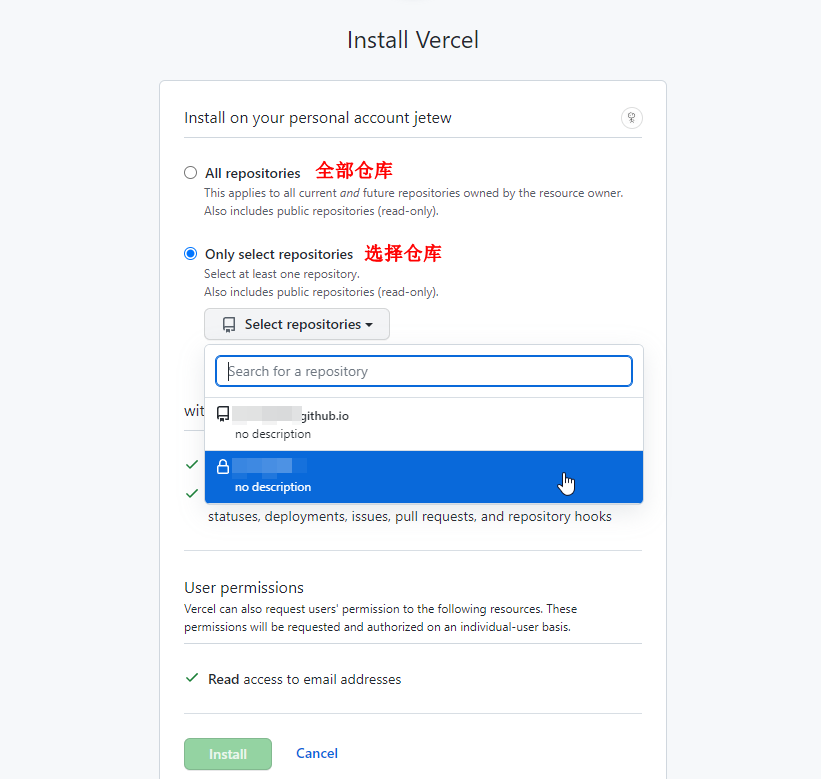 Install Vercel
Install on your personal account jetew
All repositories 全部仓库
This applies to all current and future repositories owned by the resource owner.
Also includes public repositories (read-only).
Only select repositories 选择仓库
Select at least one repository.
Also includes public repositories (read-only).
Select repositories
Search for a repository
github.io
no description
wit
no description
statuses, deployments, issues, pull requests, and repository hooks
User permissions
Vercel can also request users' permission to the following resources. These
permissions will be requested and authorized on an individual-user basis.
Read access to email addresses
Install Cancel